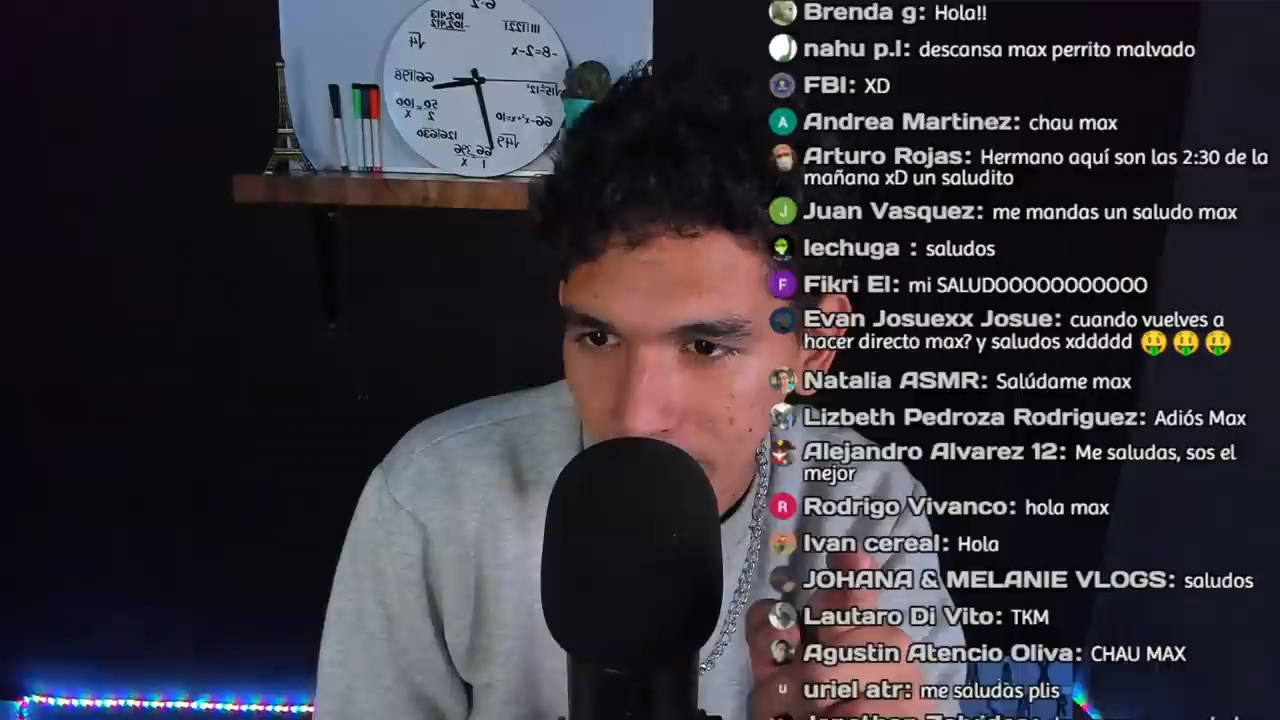 Brenda g: Hola!!
nahu p.l: descansa max perrito malvado
FBI: XD
Andrea Martinez: chau max
Arturo Rojas: Hermano aquí son las 2:30 de la
mañana xD un saludito
Juan Vasquez: me mandas un saludo max
lechuga : saludos
Fikri El: mi SALUDOOOOOOOOOOO
Evan Josuexx Josue: cuando vuelves a
hacer directo max? y saludos xddddd 🤑 🤑 🤑
Natalia ASMR: Salúdame max
Lizbeth Pedroza Rodriguez: Adiós Max
Alejandro Alvarez 12: Me saludas, sos el
mejor
Rodrigo Vivanco: hola max
Ivan cereal: Hola
JOHANA & MELANIE VLOGS: saludos
Lautaro Di Vito: TKM
Agustin Atencio Oliva: CHAU MAX
uriel atr: me saludas plis